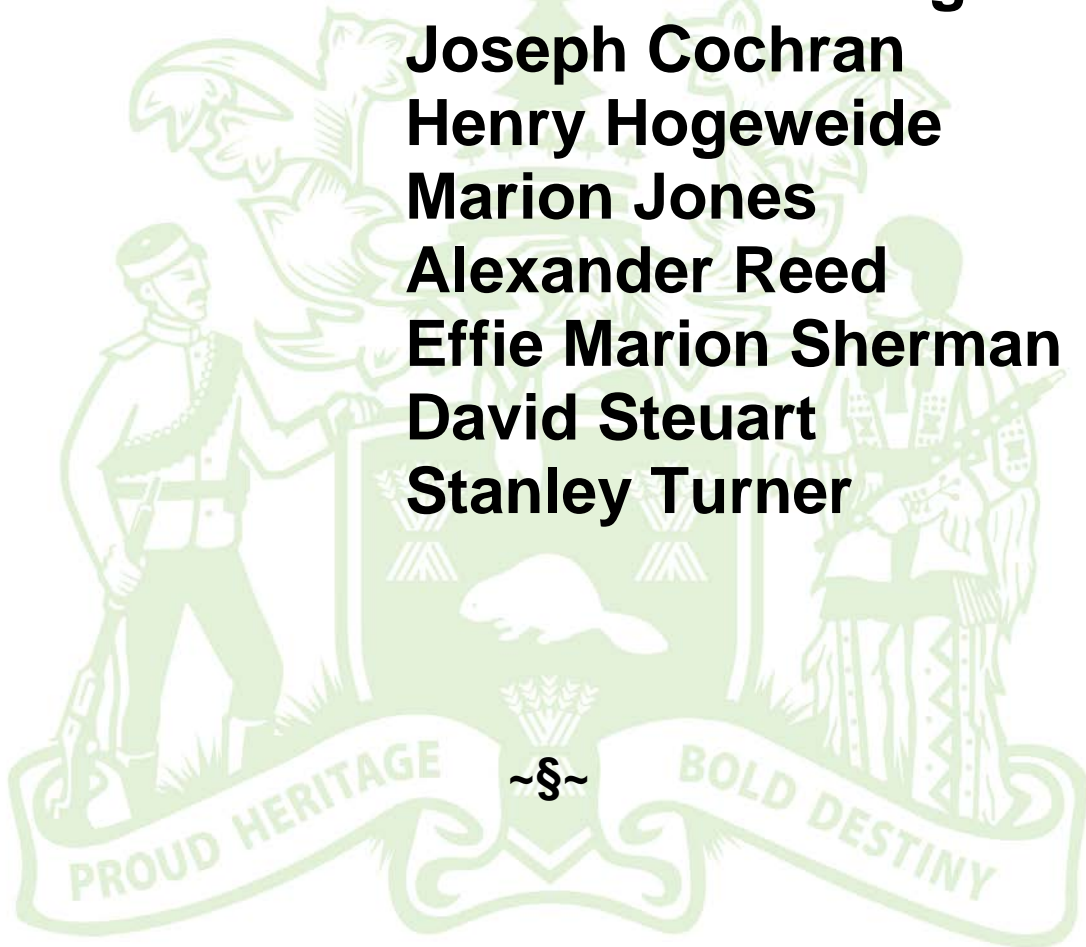 Joseph Cochran
Henry Hogeweide
Marion Jones
Alexander Reed
Effie Marion Sherman
David Steuart
Stanley Turner
~§~
PROUD HERITAGE BOLD DESTINY